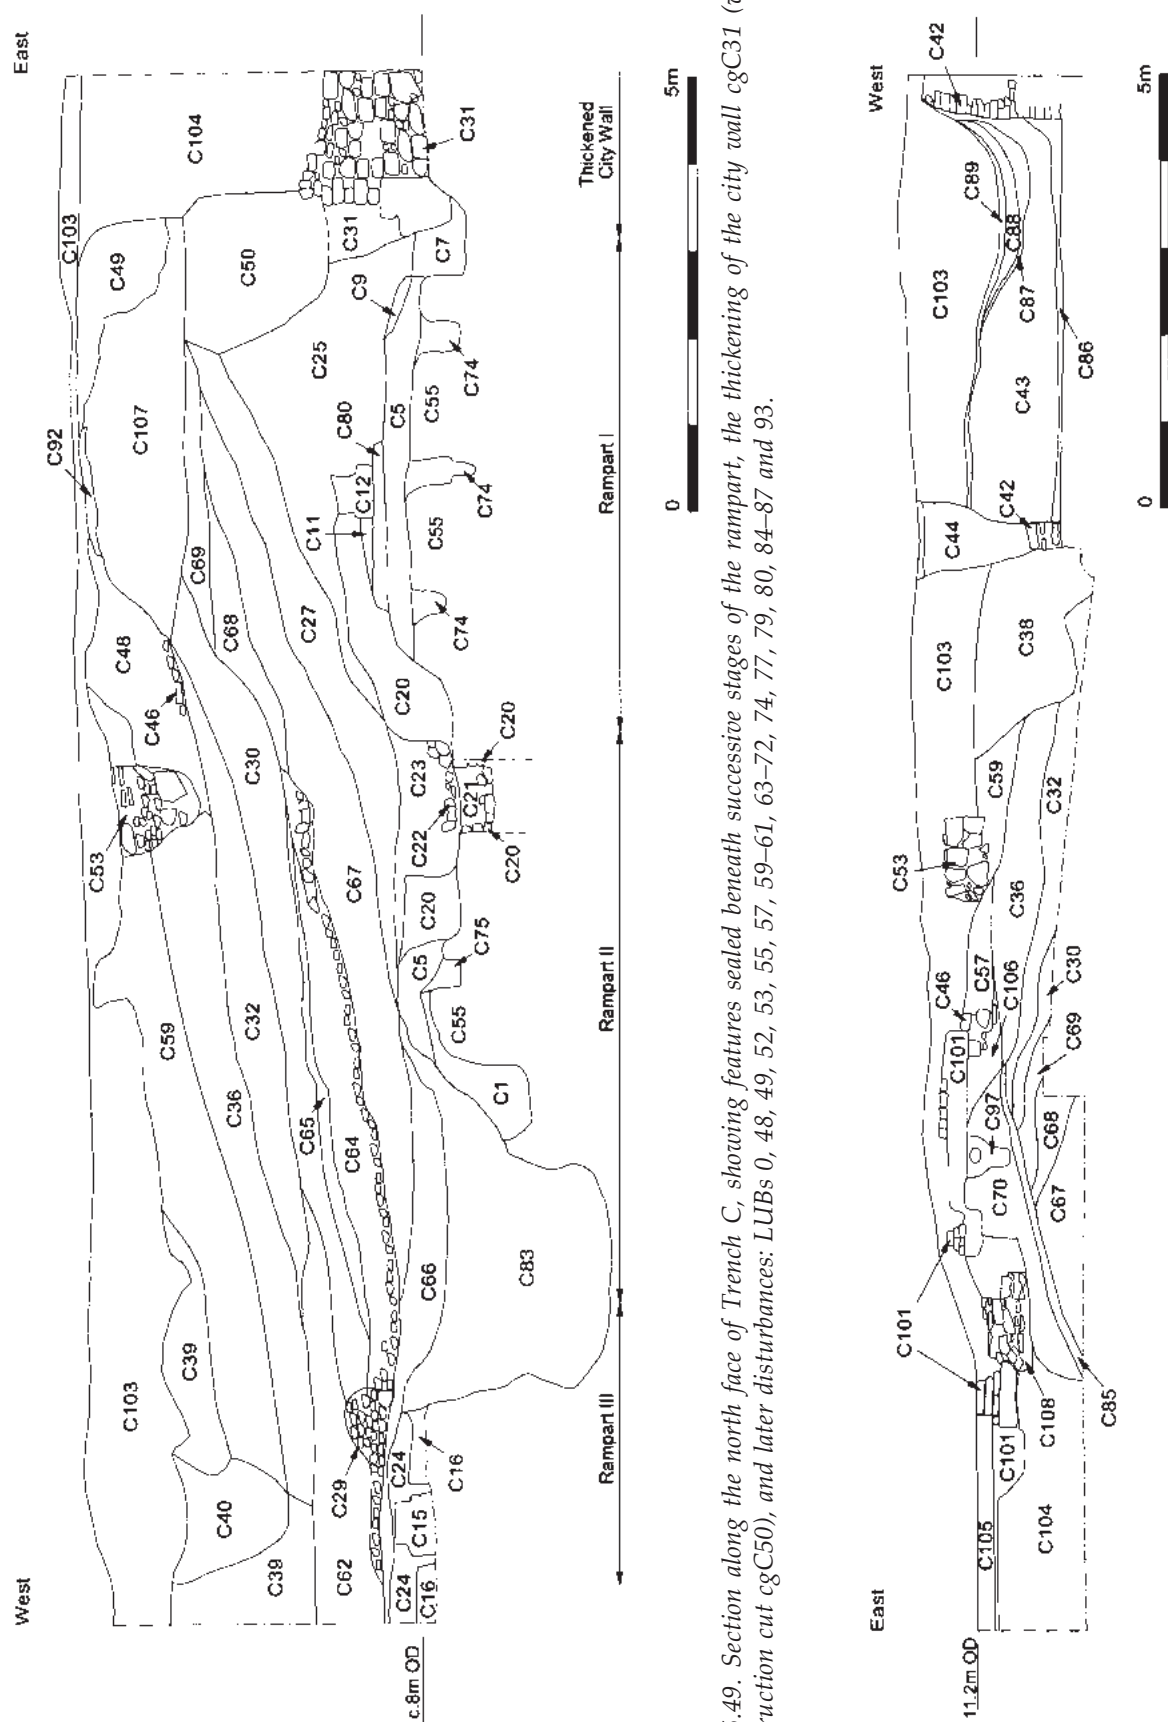 West
East
C103
C49
C104
C92
C107
C50
C48
C46
C53
C69
C68
C27
C25
C31
C31
C7
C9
C80
C5
C12
C11
C55
C74
C55
C74
C74
C20
C20
C23
C22
C21
C20
C20
C5
C75
C55
C1
C67
C30
C32
C59
C36
C65
C64
C66
C83
C103
C39
C40
C39
C29
C62
C24
C16
C15
C24
C16
c.8m OD
Rampart III
Rampart II
Rampart I
Thickened
City Wall
0
5m
.49. Section along the north face of Trench C, showing features sealed beneath successive stages of the rampart, the thickening of the city wall cgC31
ruction cut cgC50), and later disturbances: LUBs 0, 48, 49, 52, 53, 55, 57, 59–61, 63–72, 74, 77, 79, 80, 84–87 and 93.
East
West
C42
C89
C88
C87
C86
C103
C43
C42
C44
C103
C38
C59
C32
C53
C36
C46
C57
C106
C30
C69
C101
C97
C68
C70
C67
C101
C108
C85
C101
C105
C104
11.2m OD
0
5m